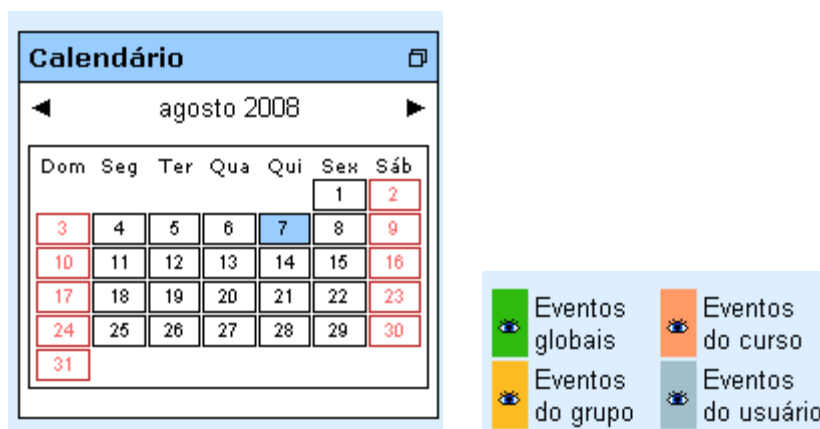 Calendário
agosto 2008
Dom Seg Ter Qua Qui Sex Sáb
1 2
3 4 5 6 7 8 9
10 11 12 13 14 15 16
17 18 19 20 21 22 23
24 25 26 27 28 29 30
31
Eventos globais
Eventos do curso
Eventos do grupo
Eventos do usuário